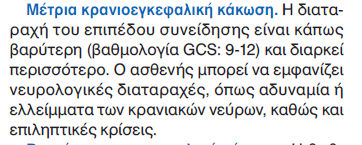 Μέτρια κρανιοεγκεφαλική κάκωση. Η διατα-
ραχή του επιπέδου συνείδησης είναι κάπως
βαρύτερη (βαθμολογία GCS: 9-12) και διαρκεί
περισσότερο. Ο ασθενής μπορεί να εμφανίζει
νευρολογικές διαταραχές, όπως αδυναμία ή
ελλείμματα των κρανιακών νεύρων, καθώς και
επιληπτικές κρίσεις.